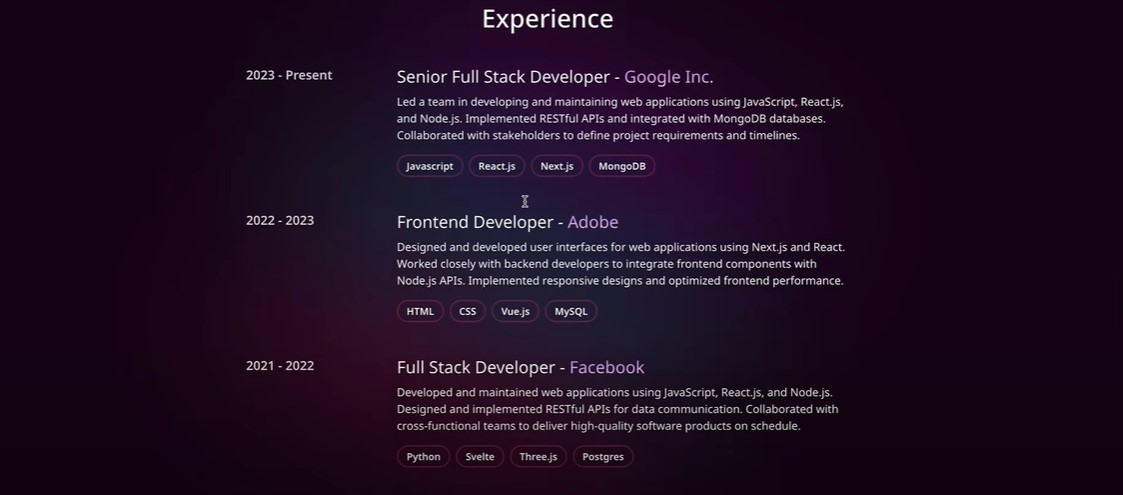 Experience
2023 - Present
Senior Full Stack Developer - Google Inc.
Led a team in developing and maintaining web applications using JavaScript, React.js,
and Node.js. Implemented RESTful APIs and integrated with MongoDB databases.
Collaborated with stakeholders to define project requirements and timelines.
Javascript React.js Next.js MongoDB
2022 - 2023
Frontend Developer - Adobe
Designed and developed user interfaces for web applications using Next.js and React.
Worked closely with backend developers to integrate frontend components with
Node.js APIs. Implemented responsive designs and optimized frontend performance.
HTML CSS Vue.js MySQL
2021 - 2022
Full Stack Developer - Facebook
Developed and maintained web applications using JavaScript, React.js, and Node.js.
Designed and implemented RESTful APIs for data communication. Collaborated with
cross-functional teams to deliver high-quality software products on schedule.
Python Svelte Three.js Postgres